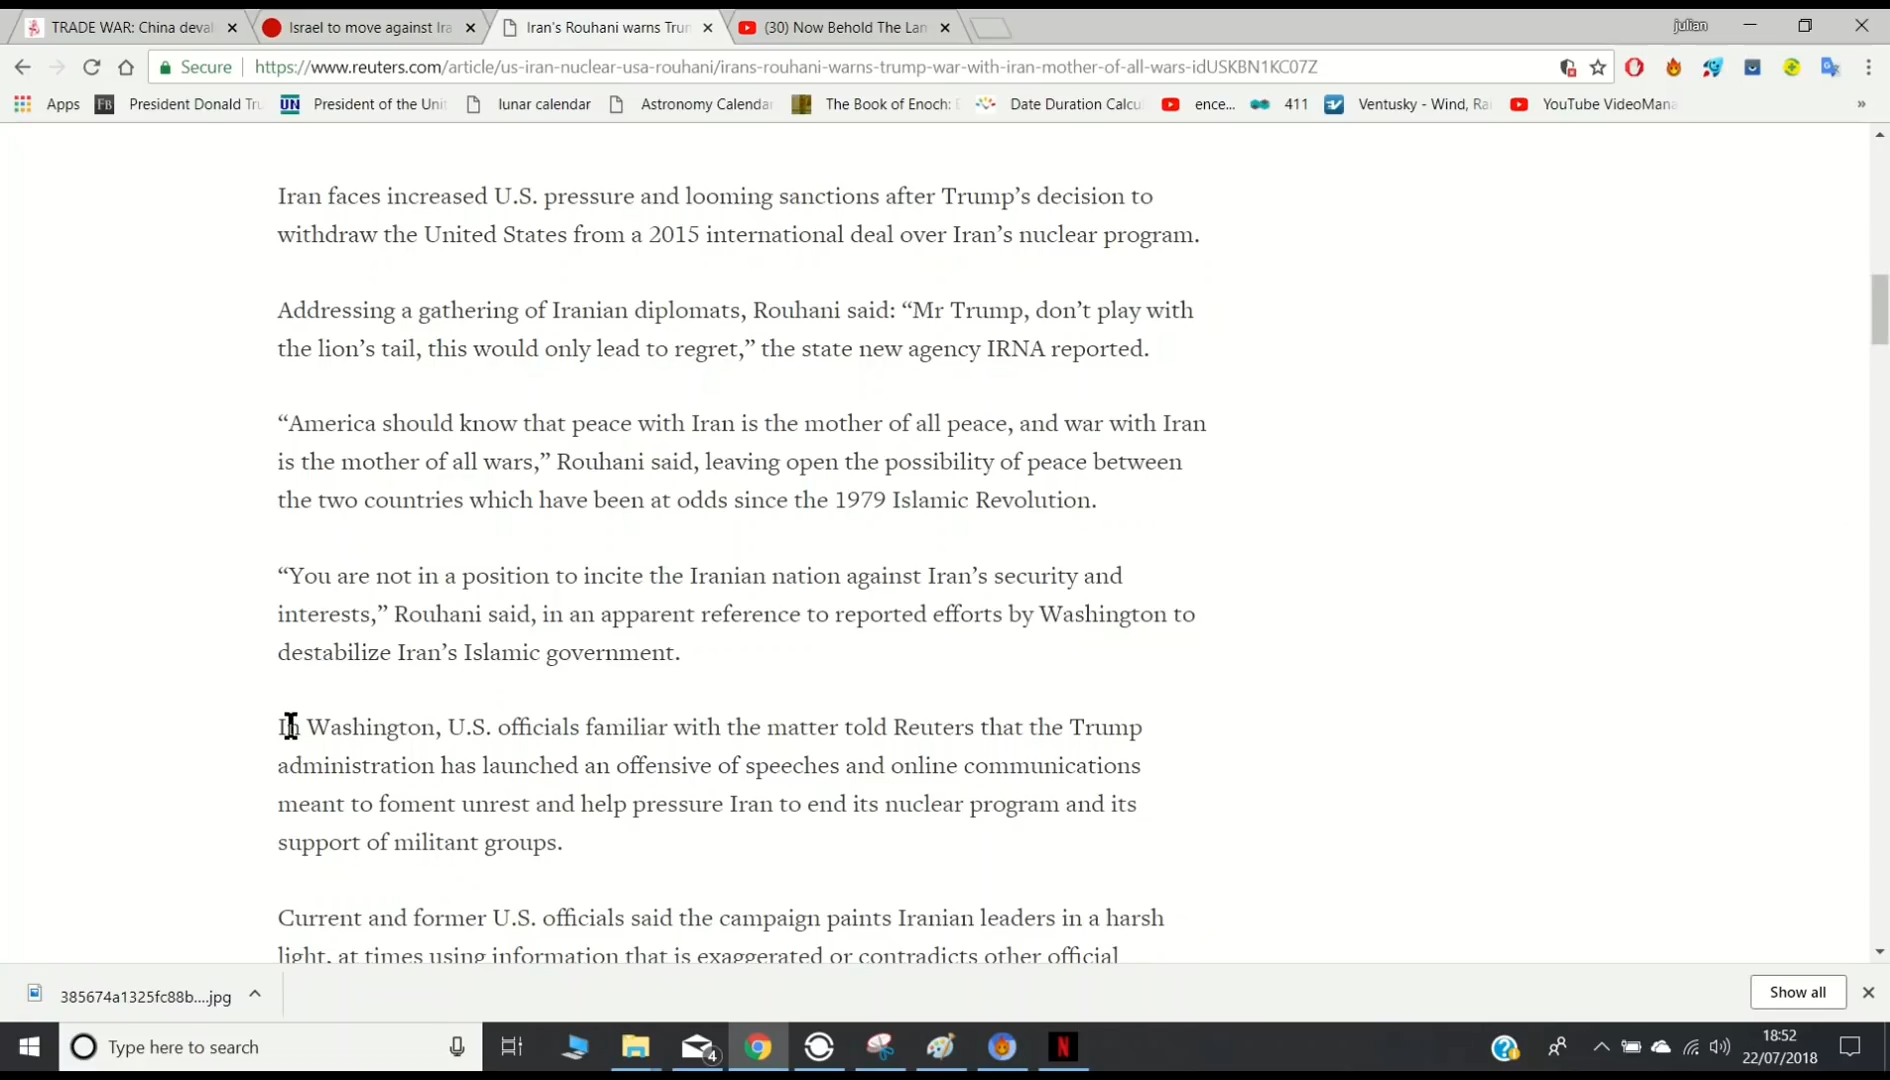 TRADE WAR: China deval
Israel to move against Ira
Iran's Rouhani warns Trum
(30) Now Behold The Lam
julian
Secure
https://www.reuters.com/article/us-iran-nuclear-usa-rouhani/irans-rouhani-warns-trump-war-with-iran-mother-of-all-wars-idUSKBN1KC07Z
Apps
FB President Donald Tru
UN President of the Unit
lunar calendar
Astronomy Calenda
The Book of Enoch:
Date Duration Calcu
ence...
411
Ventusky - Wind, Rai
YouTube VideoMana
»
Iran faces increased U.S. pressure and looming sanctions after Trump’s decision to
withdraw the United States from a 2015 international deal over Iran’s nuclear program.
Addressing a gathering of Iranian diplomats, Rouhani said: “Mr Trump, don’t play with
the lion’s tail, this would only lead to regret,” the state new agency IRNA reported.
“America should know that peace with Iran is the mother of all peace, and war with Iran
is the mother of all wars,” Rouhani said, leaving open the possibility of peace between
the two countries which have been at odds since the 1979 Islamic Revolution.
“You are not in a position to incite the Iranian nation against Iran’s security and
interests,” Rouhani said, in an apparent reference to reported efforts by Washington to
destabilize Iran’s Islamic government.
In Washington, U.S. officials familiar with the matter told Reuters that the Trump
administration has launched an offensive of speeches and online communications
meant to foment unrest and help pressure Iran to end its nuclear program and its
support of militant groups.
Current and former U.S. officials said the campaign paints Iranian leaders in a harsh
light, at times using information that is exaggerated or contradicts other official
385674a1325fc88b....jpg
Show all
Type here to search
4
N
18:52
22/07/2018